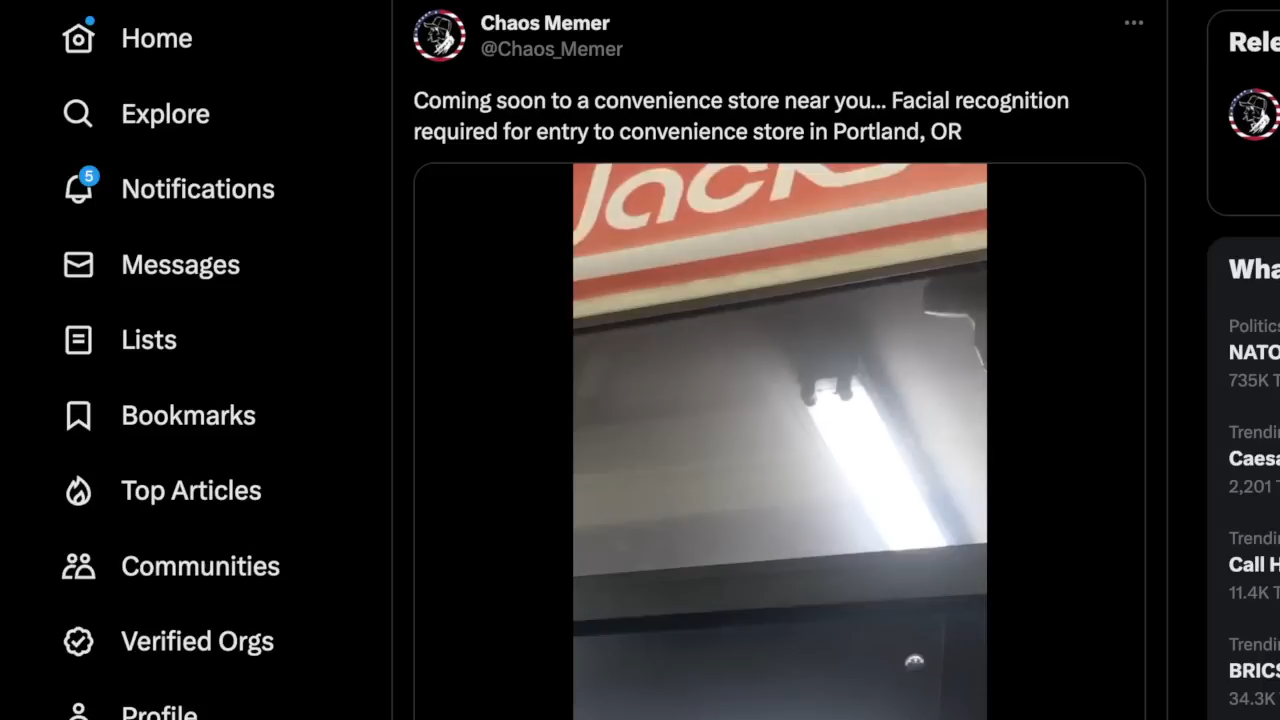 Home
Explore
5
Notifications
Messages
Lists
Bookmarks
Top Articles
Communities
Verified Orgs
Profile
Chaos Memer
@Chaos_Memer
Coming soon to a convenience store near you... Facial recognition
required for entry to convenience store in Portland, OR
Jack
Rele
Wha
Politics
NATO
735K T
Trendi
Caesa
2,201 T
Trendi
Call H
11.4K T
Trendi
BRICS
34.3K T